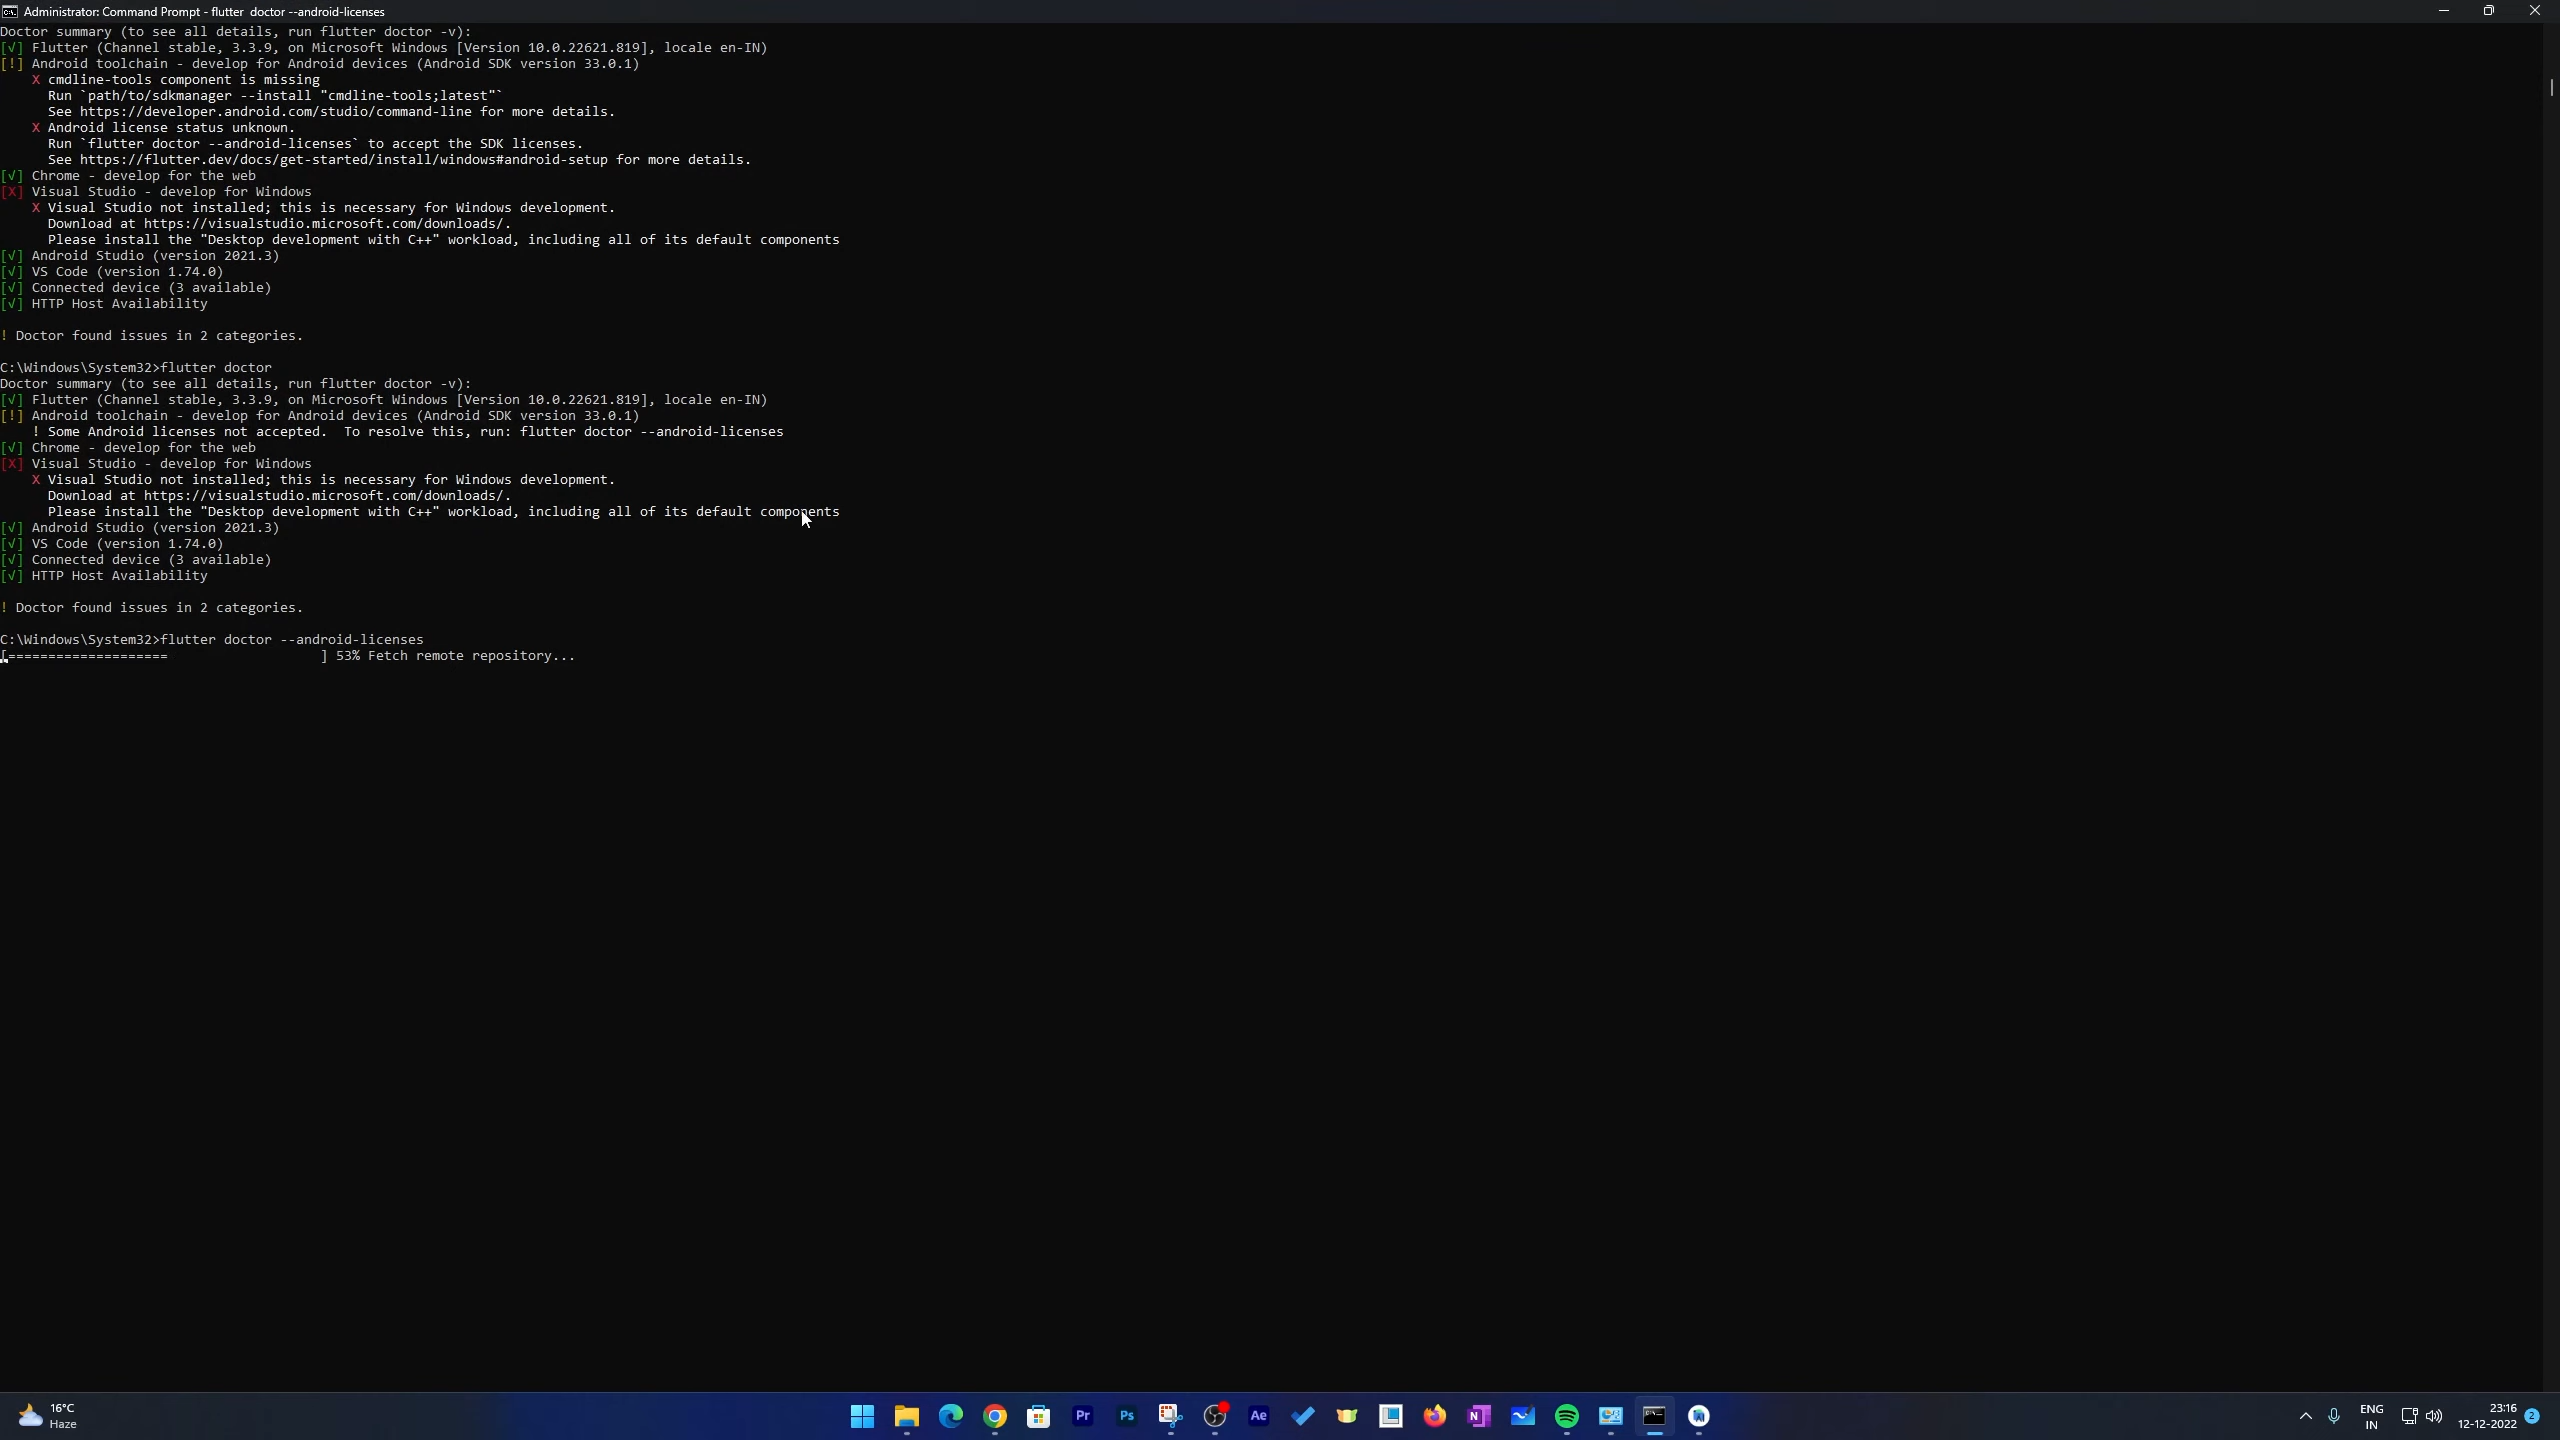 Administrator: Command Prompt - flutter  doctor --android-licenses
Doctor summary (to see all details, run flutter doctor -v):
[√] Flutter (Channel stable, 3.3.9, on Microsoft Windows [Version 10.0.22621.819], locale en-IN)
[!] Android toolchain - develop for Android devices (Android SDK version 33.0.1)
    X cmdline-tools component is missing
      Run `path/to/sdkmanager --install "cmdline-tools;latest"`
      See https://developer.android.com/studio/command-line for more details.
    X Android license status unknown.
      Run `flutter doctor --android-licenses` to accept the SDK licenses.
      See https://flutter.dev/docs/get-started/install/windows#android-setup for more details.
[√] Chrome - develop for the web
[X] Visual Studio - develop for Windows
    X Visual Studio not installed; this is necessary for Windows development.
      Download at https://visualstudio.microsoft.com/downloads/.
      Please install the "Desktop development with C++" workload, including all of its default components
[√] Android Studio (version 2021.3)
[√] VS Code (version 1.74.0)
[√] Connected device (3 available)
[√] HTTP Host Availability
! Doctor found issues in 2 categories.
C:\Windows\System32>flutter doctor
Doctor summary (to see all details, run flutter doctor -v):
[√] Flutter (Channel stable, 3.3.9, on Microsoft Windows [Version 10.0.22621.819], locale en-IN)
[!] Android toolchain - develop for Android devices (Android SDK version 33.0.1)
    ! Some Android licenses not accepted.  To resolve this, run: flutter doctor --android-licenses
[√] Chrome - develop for the web
[X] Visual Studio - develop for Windows
    X Visual Studio not installed; this is necessary for Windows development.
      Download at https://visualstudio.microsoft.com/downloads/.
      Please install the "Desktop development with C++" workload, including all of its default components
[√] Android Studio (version 2021.3)
[√] VS Code (version 1.74.0)
[√] Connected device (3 available)
[√] HTTP Host Availability
! Doctor found issues in 2 categories.
C:\Windows\System32>flutter doctor --android-licenses
[====================                   ] 53% Fetch remote repository...
16°C
Haze
Pr
Ps
Ae
N
ENG
IN
23:16
12-12-2022
2